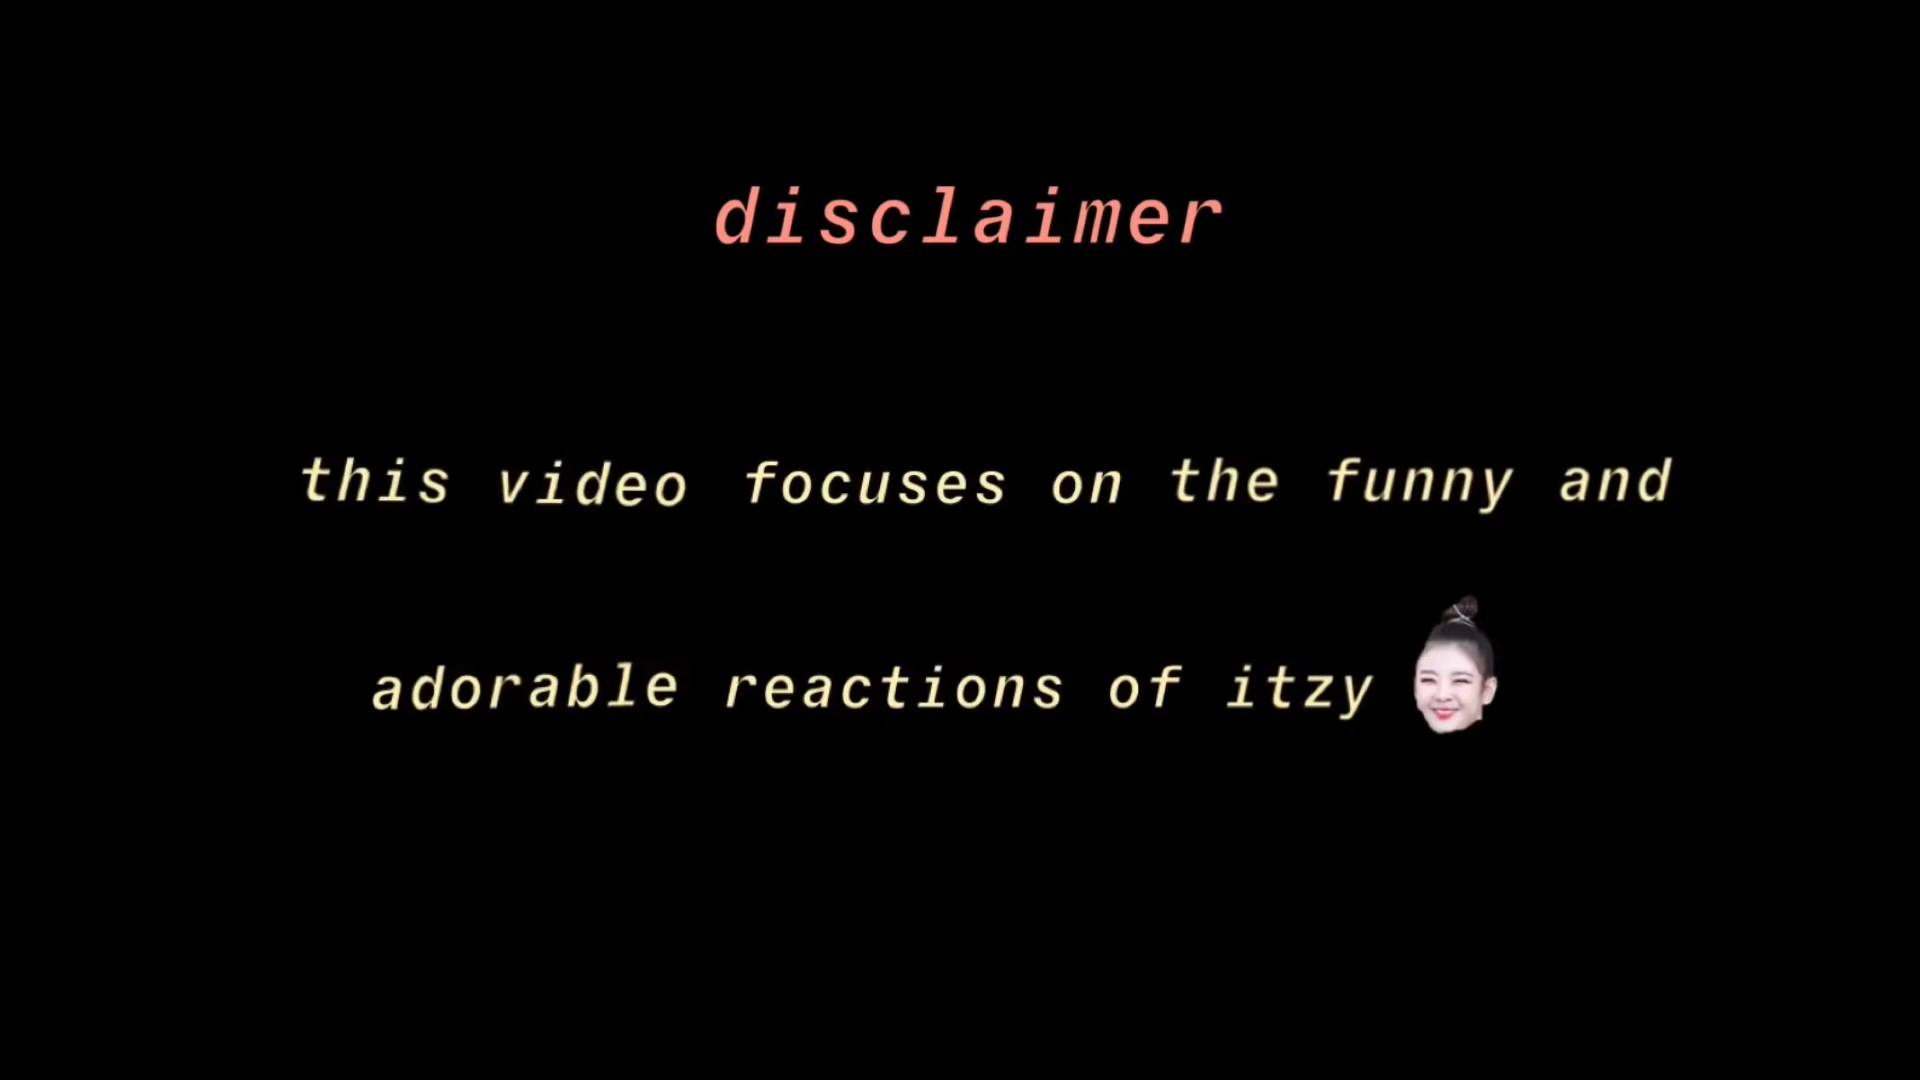 disclaimer
this video focuses on the funny and
adorable reactions of itzy